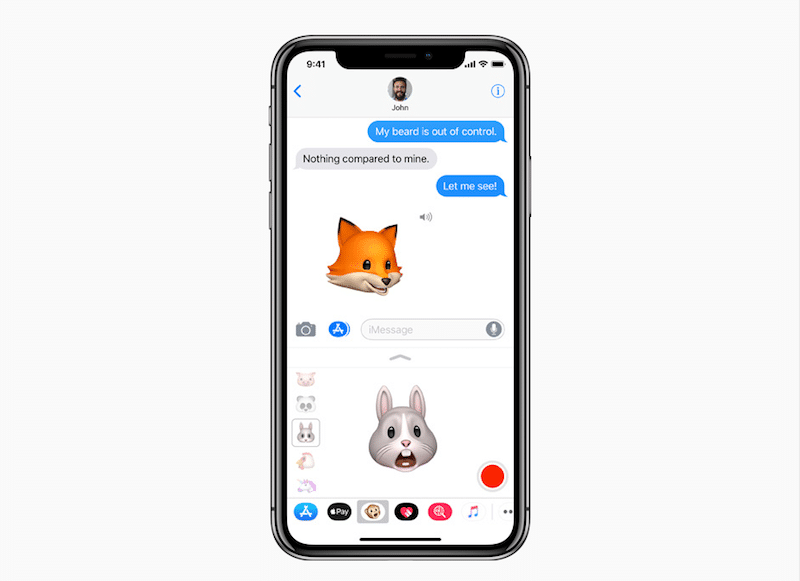 9:41
John
My beard is out of control.
Nothing compared to mine.
Let me see!
iMessage
Pay